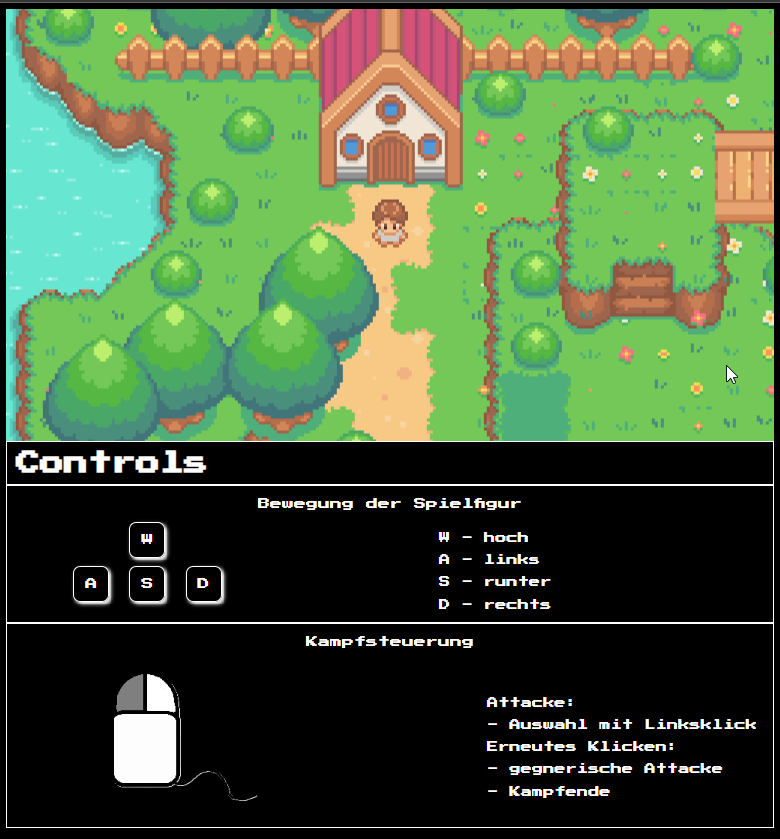 Controls
Bewegung der Spielfigur
W
A S D
W - hoch
A - links
S - runter
D - rechts
Kampfsteuerung
Attacke:
- Auswahl mit Linksklick
Erneutes Klicken:
- gegnerische Attacke
- Kampfende